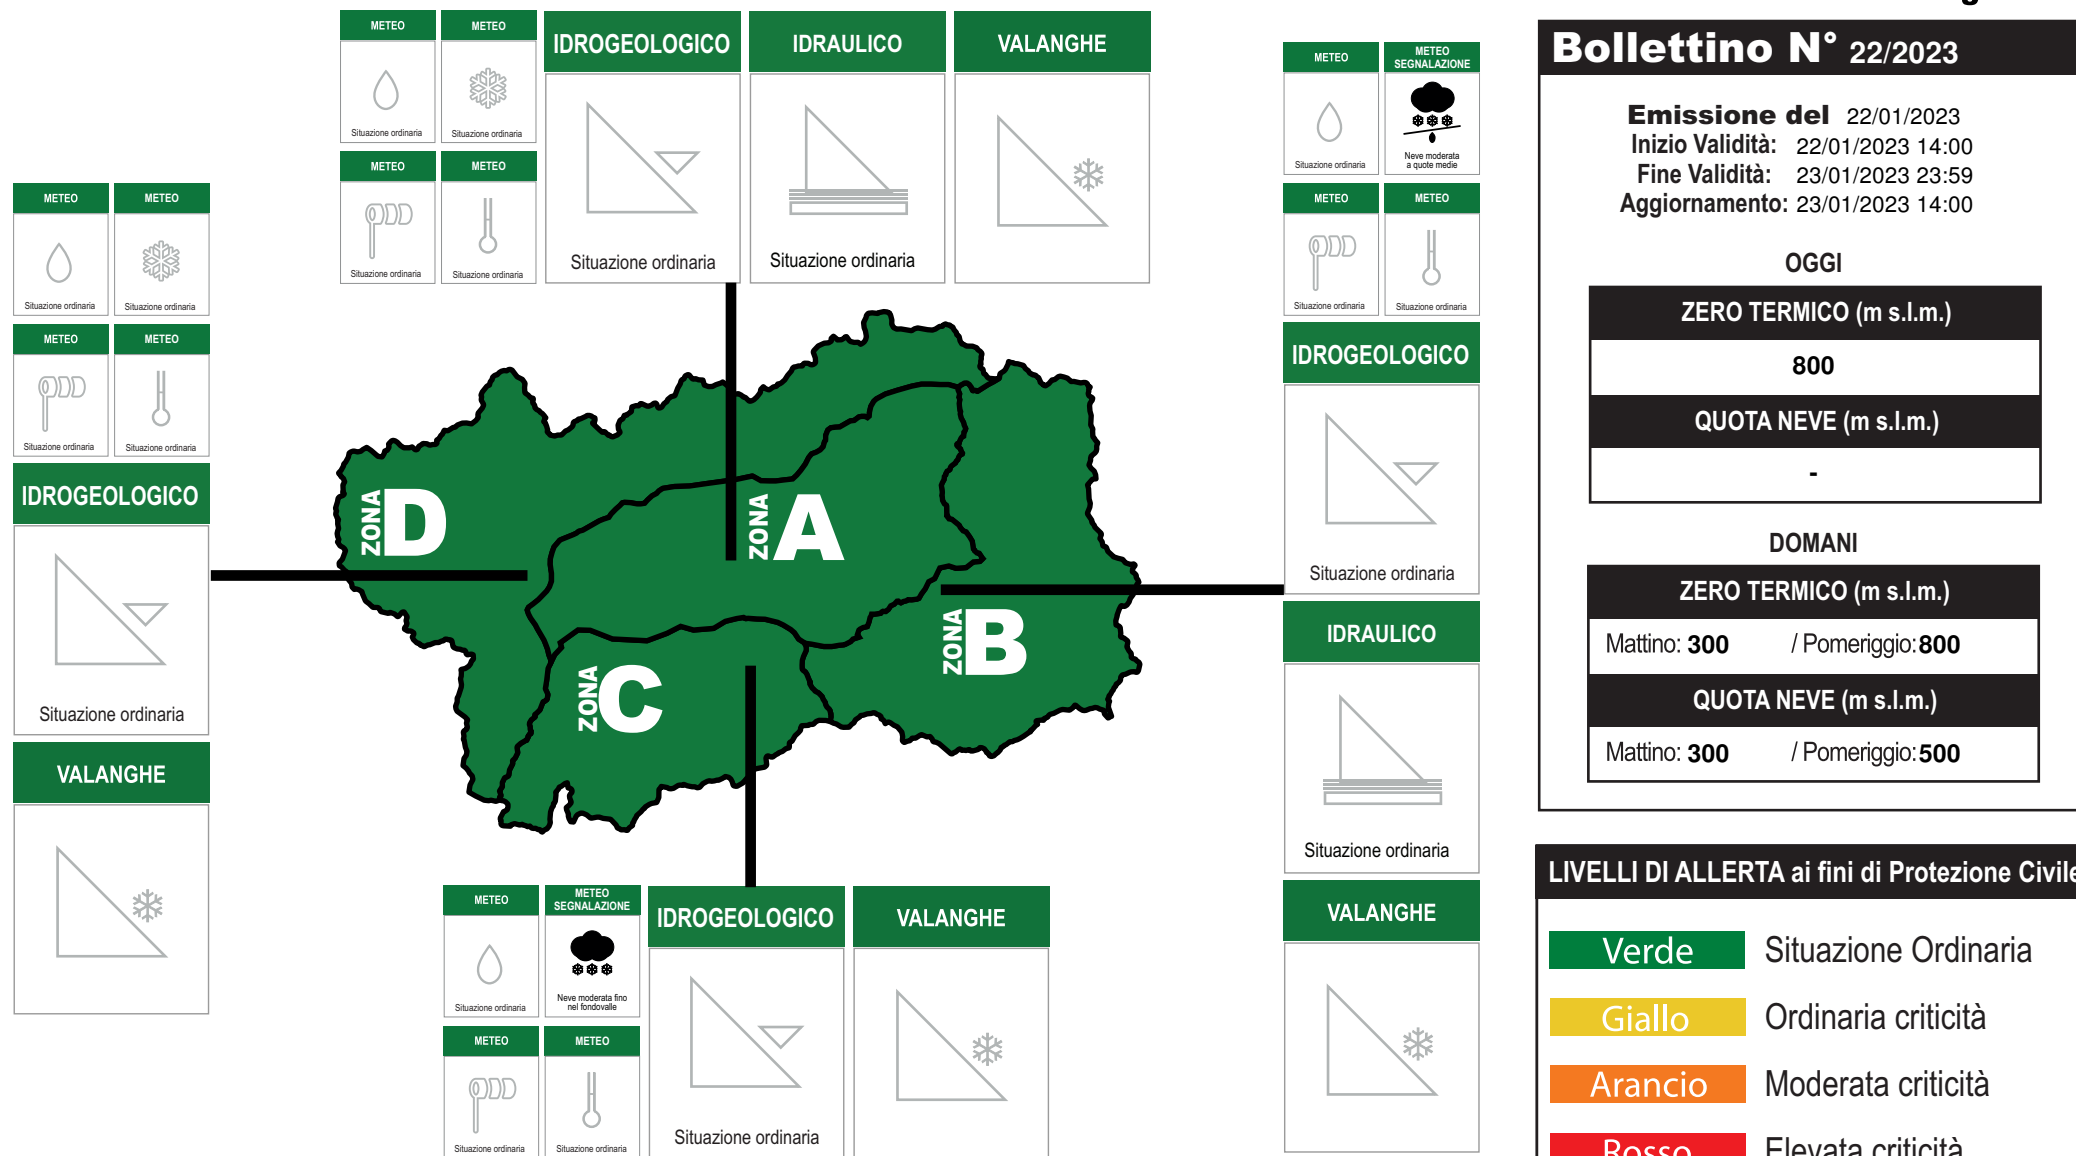 METEO
METEO
IDROGEOLOGICO
IDRAULICO
VALANGHE
Situazione ordinaria
Situazione ordinaria
METEO
METEO
Situazione ordinaria
Situazione ordinaria
Situazione ordinaria
Situazione ordinaria
METEO
METEO
Situazione ordinaria
Situazione ordinaria
METEO
METEO
Situazione ordinaria
Situazione ordinaria
IDROGEOLOGICO
Situazione ordinaria
VALANGHE
METEO
METEO
SEGNALAZIONE
Situazione ordinaria
Neve moderata
a quote medie
METEO
METEO
Situazione ordinaria
Situazione ordinaria
IDROGEOLOGICO
Situazione ordinaria
IDRAULICO
Situazione ordinaria
VALANGHE
ZONA D
ZONA A
ZONA B
ZONA C
METEO
METEO
SEGNALAZIONE
IDROGEOLOGICO
VALANGHE
Situazione ordinaria
Neve moderata fino
nel fondovalle
METEO
METEO
Situazione ordinaria
Situazione ordinaria
Situazione ordinaria
Bollettino N° 22/2023
Emissione del 22/01/2023
Inizio Validità: 22/01/2023 14:00
Fine Validità: 23/01/2023 23:59
Aggiornamento: 23/01/2023 14:00
OGGI
ZERO TERMICO (m s.l.m.)
800
QUOTA NEVE (m s.l.m.)
-
DOMANI
ZERO TERMICO (m s.l.m.)
Mattino: 300 / Pomeriggio: 800
QUOTA NEVE (m s.l.m.)
Mattino: 300 / Pomeriggio: 500
LIVELLI DI ALLERTA ai fini di Protezione Civile
Verde Situazione Ordinaria
Giallo Ordinaria criticità
Arancio Moderata criticità
Rosso Elevata criticità